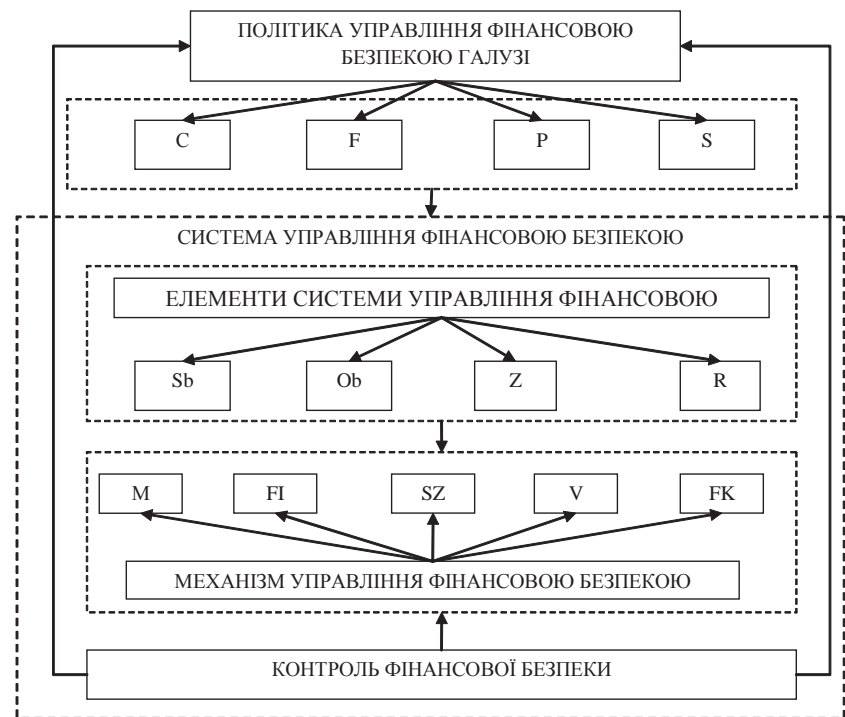 ПОЛІТИКА УПРАВЛІННЯ ФІНАНСОВОЮ
БЕЗПЕКОЮ ГАЛУЗІ
C
F
P
S
СИСТЕМА УПРАВЛІННЯ ФІНАНСОВОЮ БЕЗПЕКОЮ
ЕЛЕМЕНТИ СИСТЕМИ УПРАВЛІННЯ ФІНАНСОВОЮ
Sb
Ob
Z
R
M
FI
SZ
V
FK
МЕХАНІЗМ УПРАВЛІННЯ ФІНАНСОВОЮ БЕЗПЕКОЮ
КОНТРОЛЬ ФІНАНСОВОЇ БЕЗПЕКИ